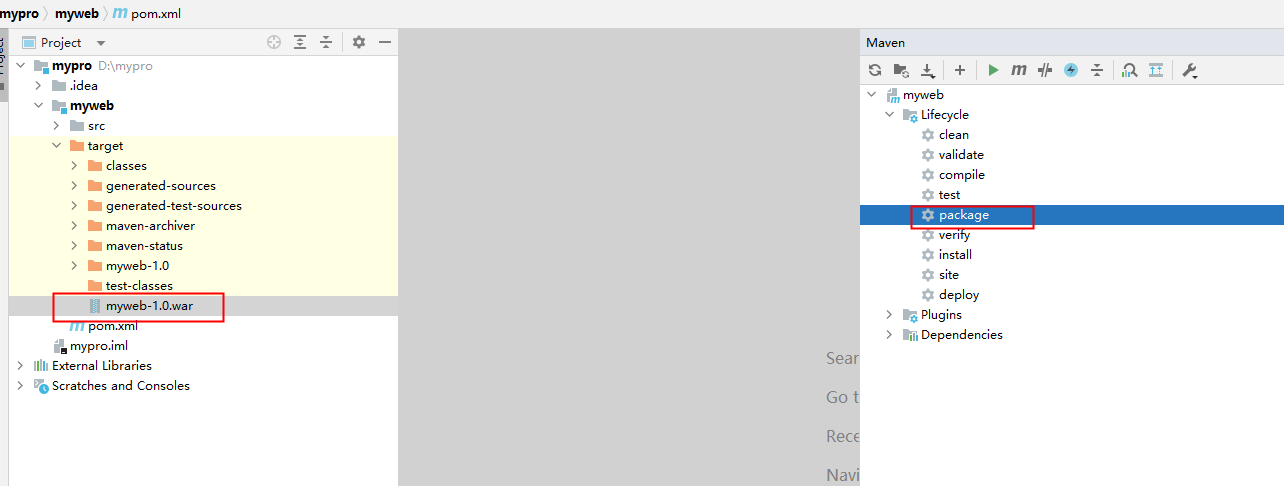 mypro myweb pom.xml
Project
Project
mypro D:\mypro
.idea
myweb
src
target
classes
generated-sources
generated-test-sources
maven-archiver
maven-status
myweb-1.0
test-classes
myweb-1.0.war
pom.xml
mypro.iml
External Libraries
Scratches and Consoles
Sear
Go t
Rece
Navi
Maven
myweb
Lifecycle
clean
validate
compile
test
package
verify
install
site
deploy
Plugins
Dependencies